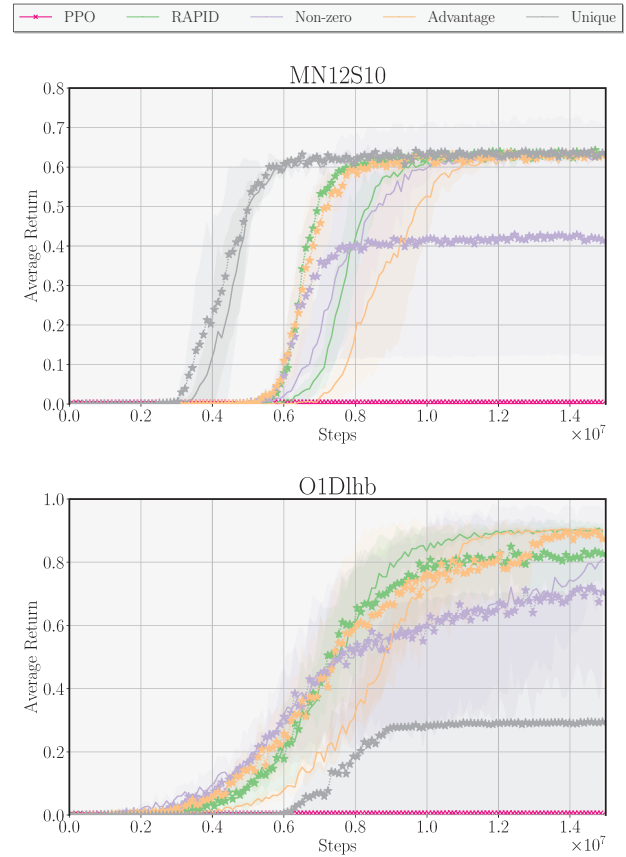 PPO RAPID Non-zero Advantage Unique
MN12S10
0.8
0.7
0.6
0.5
0.4
0.3
0.2
0.1
0.0
Average Return
0.0 0.2 0.4 0.6 0.8 1.0 1.2 1.4
Steps
×10⁷
O1Dlhb
1.0
0.8
0.6
0.4
0.2
0.0
Average Return
0.0 0.2 0.4 0.6 0.8 1.0 1.2 1.4
Steps
×10⁷